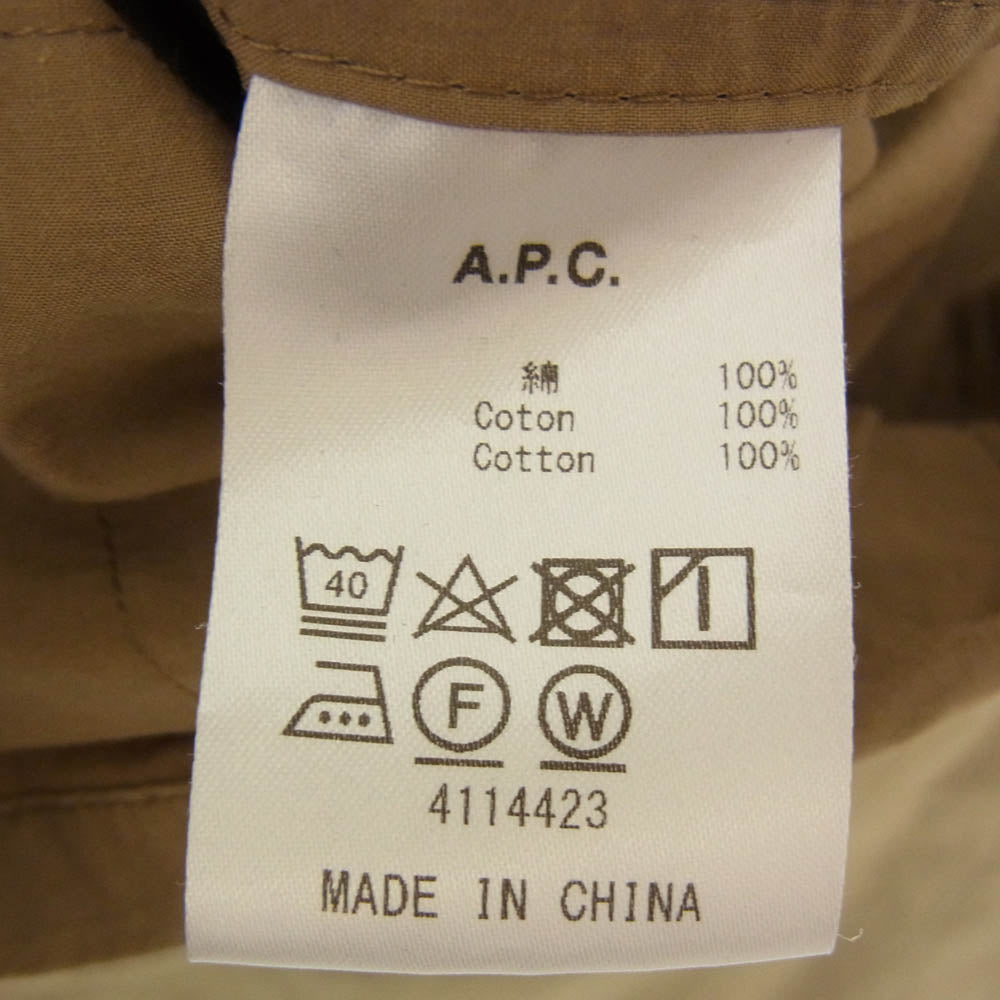 A.P.C.
綿 100%
Coton 100%
Cotton 100%
40
F W
4114423
MADE IN CHINA